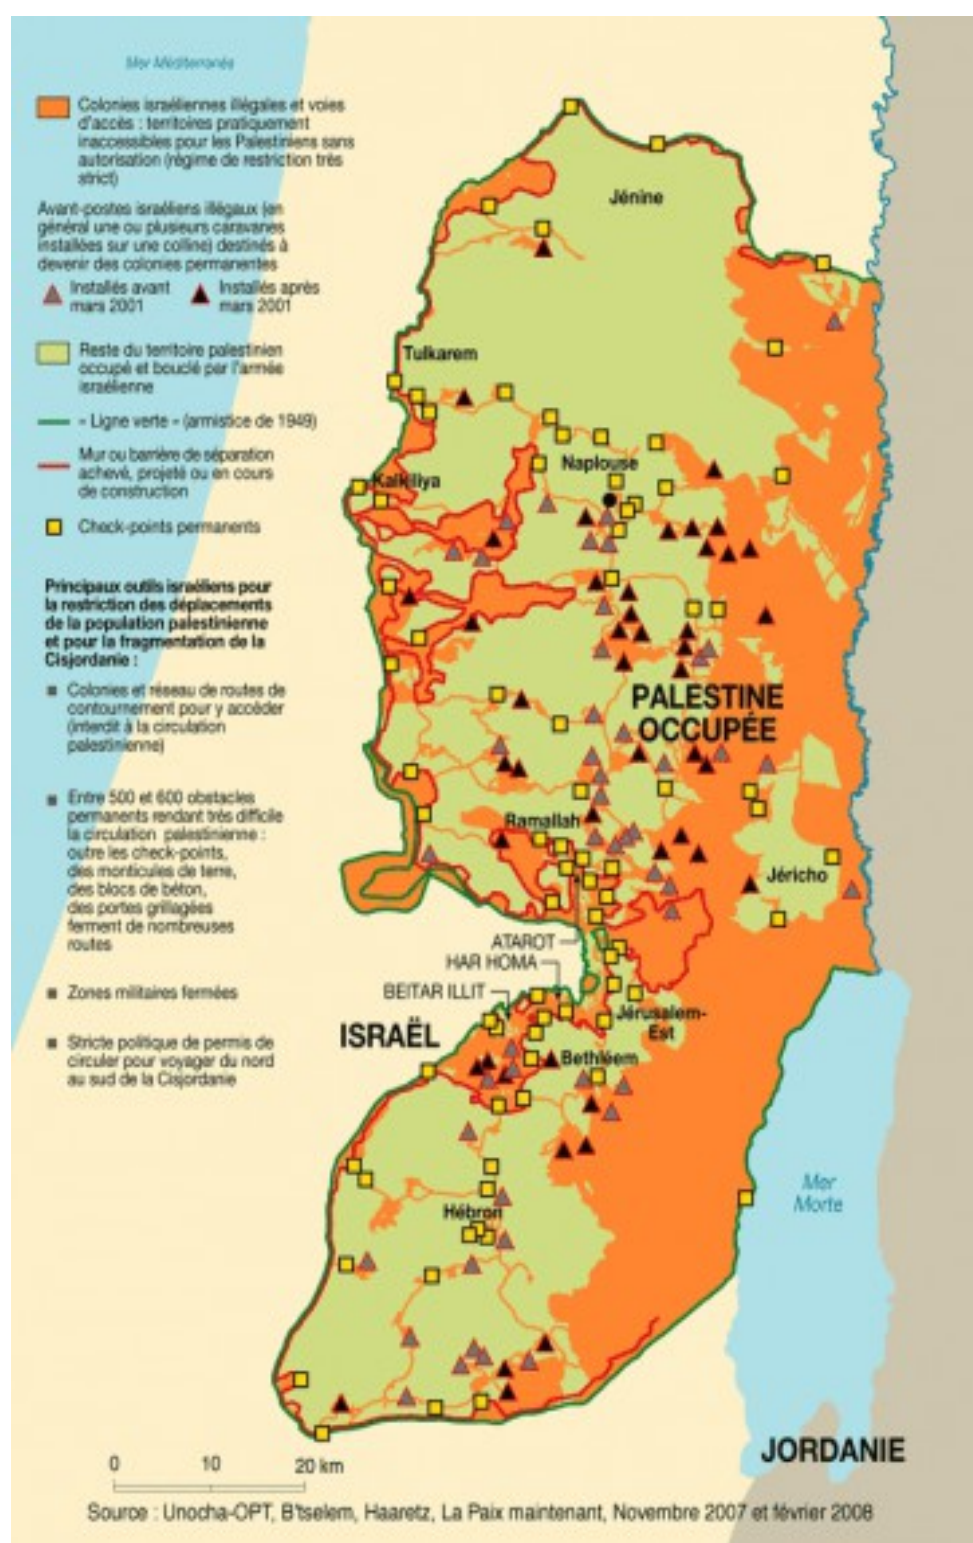 Mer Méditerranée
Colonies israéliennes illégales et voies
d'accès : territoires pratiquement
inaccessibles pour les Palestiniens sans
autorisation (régime de restriction très
strict)
Avant-postes israéliens illégaux (en
général une ou plusieurs caravanes
installées sur une colline) destinés à
devenir des colonies permanentes
Installés avant
mars 2001
Installés après
mars 2001
Reste du territoire palestinien
occupé et bouclé par l'armée
israélienne
« Ligne verte » (armistice de 1949)
Mur ou barrière de séparation
achevé, projeté ou en cours
de construction
Check-points permanents
Principaux outils israéliens pour
la restriction des déplacements
de la population palestinienne
et pour la fragmentation de la
Cisjordanie :
Colonies et réseau de routes de
contournement pour y accéder
(interdit à la circulation
palestinienne)
Entre 500 et 600 obstacles
permanents rendant très difficile
la circulation palestinienne :
outre les check-points,
des monticules de terre,
des blocs de béton,
des portes grillagées
ferment de nombreuses
routes
Zones militaires fermées
Stricte politique de permis de
circuler pour voyager du nord
au sud de la Cisjordanie
Jénine
Tulkarem
Naplouse
Kalkiliya
PALESTINE
OCCUPÉE
Ramallah
Jéricho
ATAROT
HAR HOMA
BEITAR ILLIT
ISRAËL
Jérusalem-
Est
Bethléem
Mer
Morte
Hébron
JORDANIE
0 10 20 km
Source : Unocha-OPT, B'tselem, Haaretz, La Paix maintenant, Novembre 2007 et février 2008